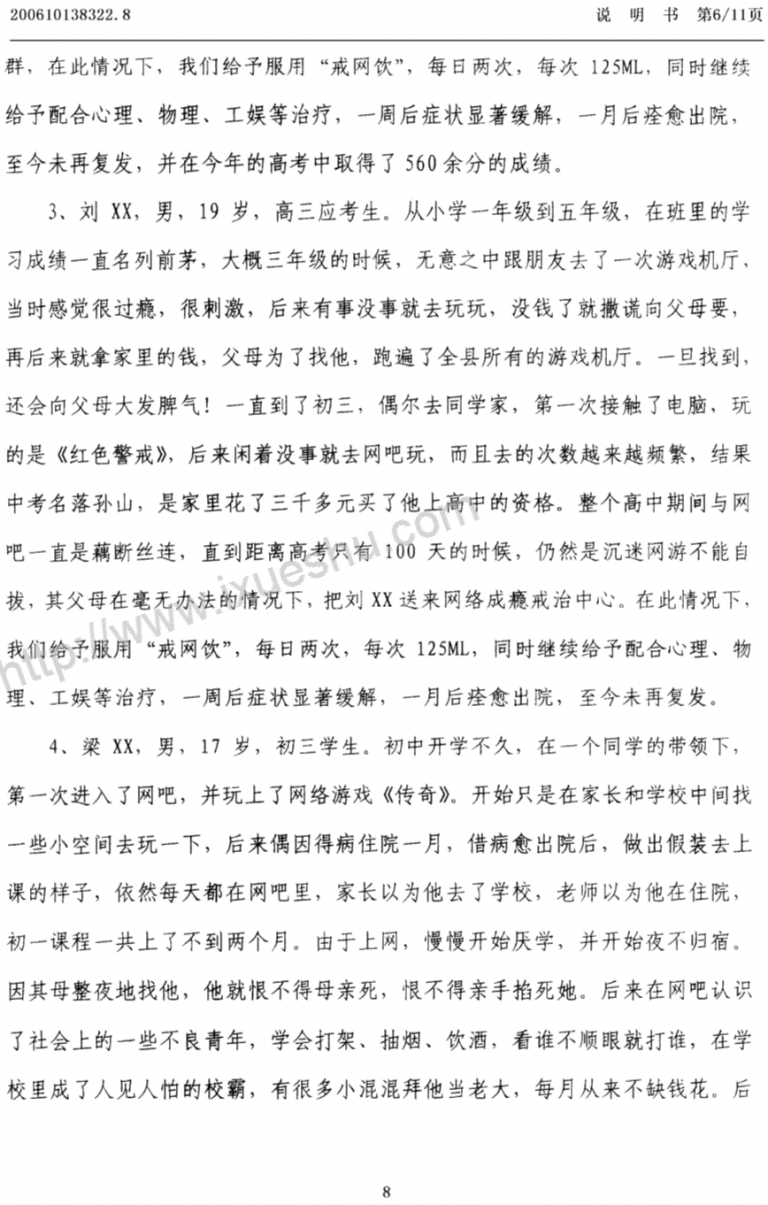 200610138322.8 说 明 书 第6/11页
群，在此情况下，我们给予服用“戒网饮”，每日两次，每次 125ML，同时继续
给予配合心理、物理、工娱等治疗，一周后症状显著缓解，一月后痊愈出院，
至今未再复发，并在今年的高考中取得了 560 余分的成绩。
3、刘 XX，男，19 岁，高三应考生。从小学一年级到五年级，在班里的学
习成绩一直名列前茅，大概三年级的时候，无意之中跟朋友去了一次游戏机厅，
当时感觉很过瘾，很刺激，后来有事没事就去玩玩，没钱了就撒谎向父母要，
再后来就拿家里的钱，父母为了找他，跑遍了全县所有的游戏机厅。一旦找到，
还会向父母大发脾气！一直到了初三，偶尔去同学家，第一次接触了电脑，玩
的是《红色警戒》，后来闲着没事就去网吧玩，而且去的次数越来越频繁，结果
中考名落孙山，是家里花了三千多元买了他上高中的资格。整个高中期间与网
吧一直是藕断丝连，直到距离高考只有 100 天的时候，仍然是沉迷网游不能自
拔，其父母在毫无办法的情况下，把刘 XX 送来网络成瘾戒治中心。在此情况下，
我们给予服用“戒网饮”，每日两次，每次 125ML，同时继续给予配合心理、物
理、工娱等治疗，一周后症状显著缓解，一月后痊愈出院，至今未再复发。
4、梁 XX，男，17 岁，初三学生。初中开学不久，在一个同学的带领下，
第一次进入了网吧，并玩上了网络游戏《传奇》。开始只是在家长和学校中间找
一些小空间去玩一下，后来偶因得病住院一月，借病愈出院后，做出假装去上
课的样子，依然每天都在网吧里，家长以为他去了学校，老师以为他在住院，
初一课程一共上了不到两个月。由于上网，慢慢开始厌学，并开始夜不归宿。
因其母整夜地找他，他就恨不得母亲死，恨不得亲手掐死她。后来在网吧认识
了社会上的一些不良青年，学会打架、抽烟、饮酒，看谁不顺眼就打谁，在学
校里成了人见人怕的校霸，有很多小混混拜他当老大，每月从来不缺钱花。后
8
http://www.ixueshu.com